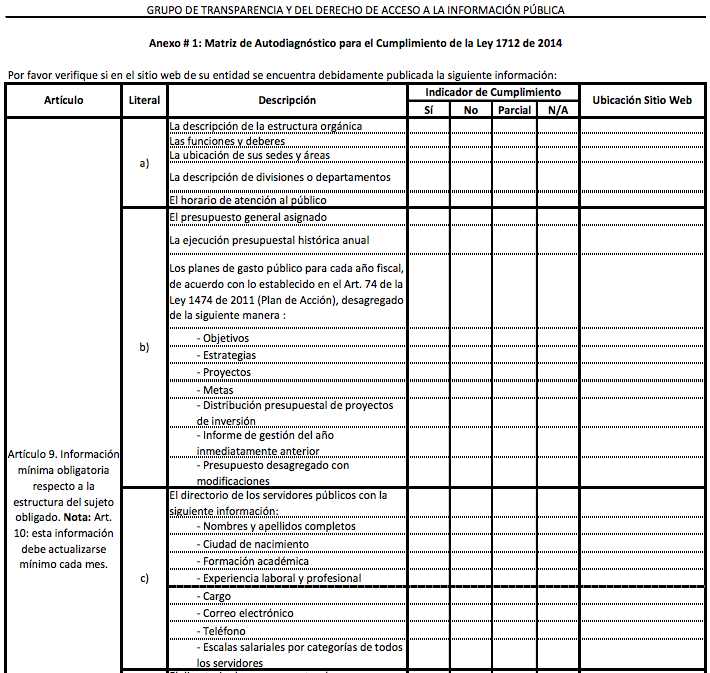 GRUPO DE TRANSPARENCIA Y DEL DERECHO DE ACCESO A LA INFORMACIÓN PÚBLICA
Anexo # 1: Matriz de Autodiagnóstico para el Cumplimiento de la Ley 1712 de 2014
Por favor verifique si en el sitio web de su entidad se encuentra debidamente publicada la siguiente información:
Artículo
Literal
Descripción
Indicador de Cumplimiento
Ubicación Sitio Web
Sí
No
Parcial
N/A
Artículo 9. Información
mínima obligatoria
respecto a la
estructura del sujeto
obligado. Nota: Art.
10: esta información
debe actualizarse
mínimo cada mes.
a)
La descripción de la estructura orgánica
Las funciones y deberes
La ubicación de sus sedes y áreas
La descripción de divisiones o departamentos
El horario de atención al público
b)
El presupuesto general asignado
La ejecución presupuestal histórica anual
Los planes de gasto público para cada año fiscal,
de acuerdo con lo establecido en el Art. 74 de la
Ley 1474 de 2011 (Plan de Acción), desagregado
de la siguiente manera :
- Objetivos
- Estrategias
- Proyectos
- Metas
- Distribución presupuestal de proyectos
de inversión
- Informe de gestión del año
inmediatamente anterior
- Presupuesto desagregado con
modificaciones
c)
El directorio de los servidores públicos con la
siguiente información:
- Nombres y apellidos completos
- Ciudad de nacimiento
- Formación académica
- Experiencia laboral y profesional
- Cargo
- Correo electrónico
- Teléfono
- Escalas salariales por categorías de todos
los servidores